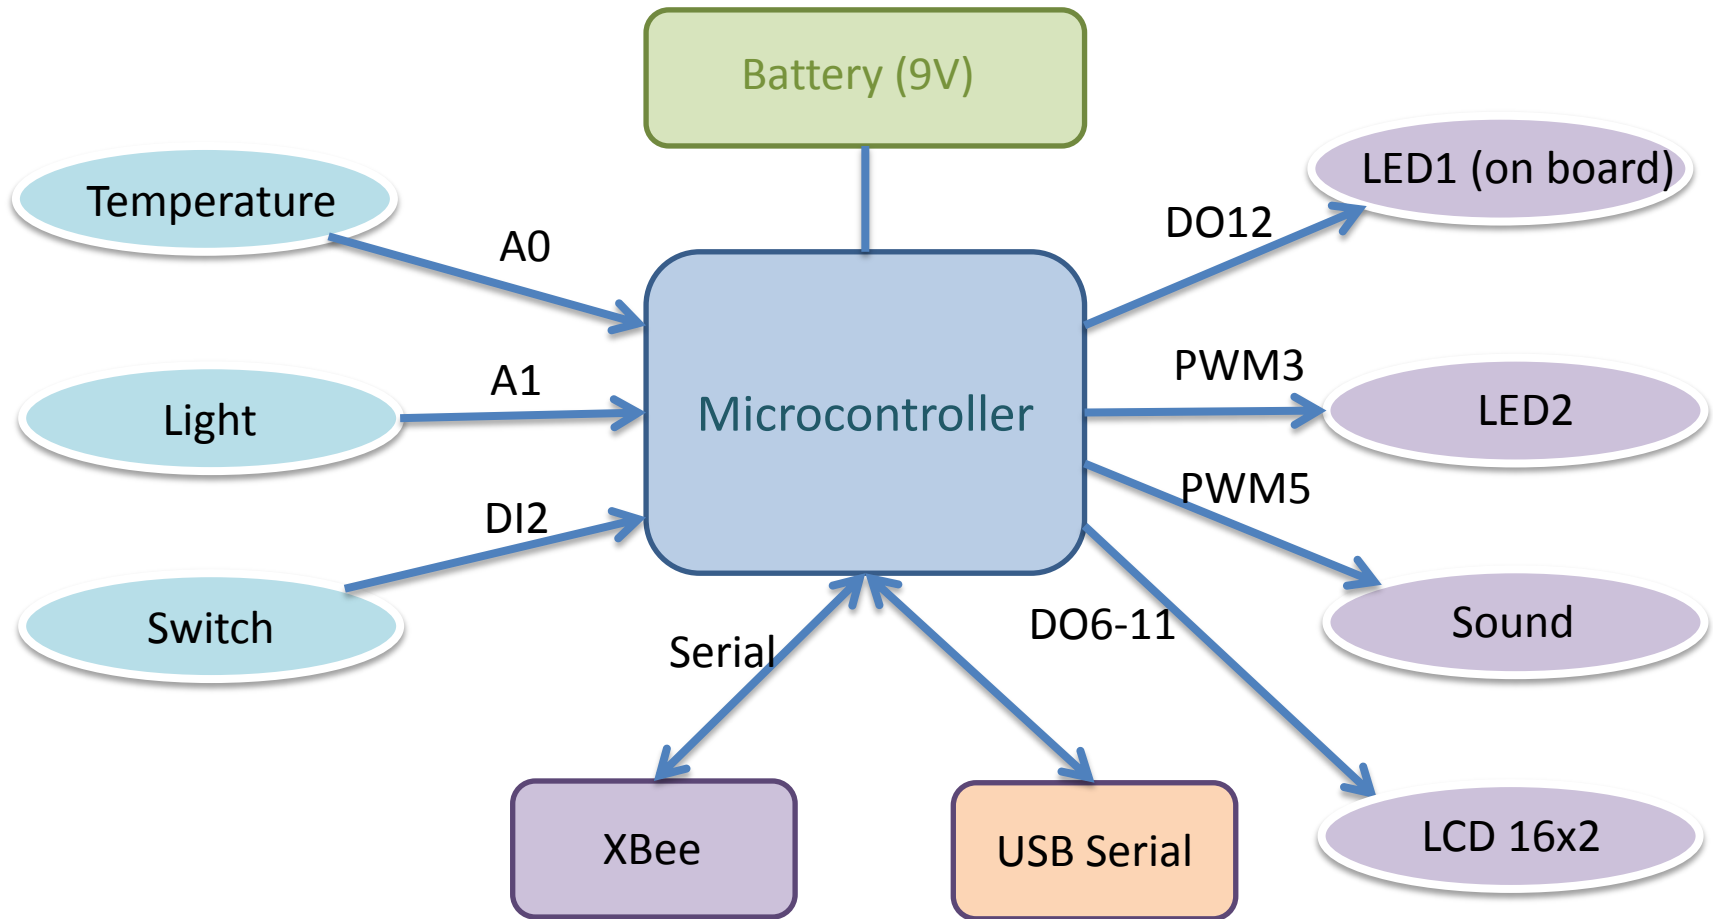 Battery (9V)
LED1 (on board)
Temperature
DO12
A0
PWM3
A1
Microcontroller
LED2
Light
PWM5
DI2
Switch
Sound
DO6-11
Serial
XBee
USB Serial
LCD 16x2